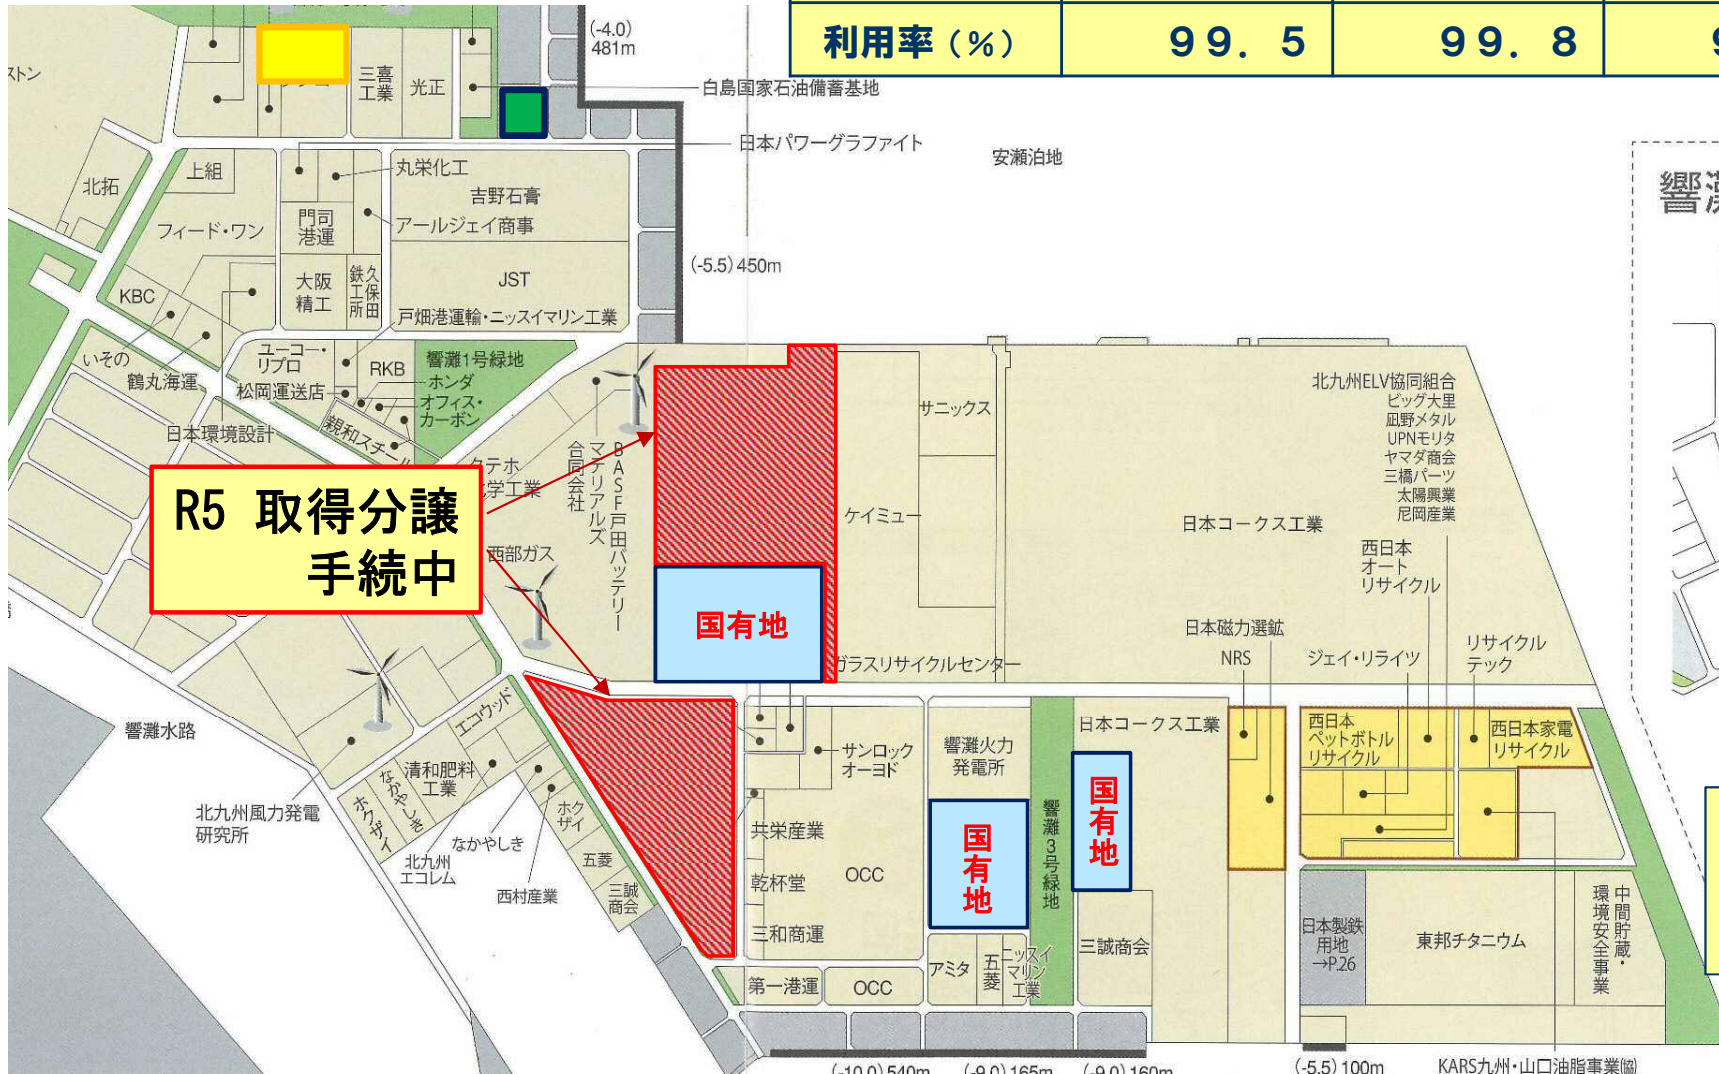 利用率（％）
９９．５
９９．８
(-4.0)
481m
ストン
三喜
工業
光正
白島国家石油備蓄基地
日本パワーグラファイト
安瀬泊地
北拓
上組
丸栄化工
吉野石膏
フィード・ワン
門司
港運
アールジェイ商事
(-5.5)450m
KBC
大阪
精工
久保田
鉄工所
JST
戸畑港運輸・ニッスイマリン工業
いその
鶴丸海運
ユーコー・
リプロ
RKB
響灘1号緑地
松岡運送店
ホンダ
オフィス・
カーボン
日本環境設計
親和スチール
クテホ
化学工業
BASF戸田バッテリー
マテリアルズ
合同会社
サニックス
北九州ELV協同組合
ビッグ大里
凪野メタル
UPNモリタ
ヤマダ商会
三橋パーツ
太陽興業
尼岡産業
R5 取得分譲
手続中
ケイミュー
日本コークス工業
西部ガス
西日本
オート
リサイクル
国有地
ガラスリサイクルセンター
日本磁力選鉱
NRS
ジェイ・リライツ
リサイクル
テック
響灘水路
エコウッド
日本コークス工業
西日本
ペットボトル
リサイクル
西日本家電
リサイクル
サンロック
オーヨド
響灘火力
発電所
清和肥料
工業
なかやしき
ホクザイ
北九州風力発電
研究所
なかやしき
北九州
エコレム
西村産業
ホク
ザイ
五菱
三誠
商会
共栄産業
乾杯堂
三和商運
OCC
国有地
響灘3号緑地
国有地
第一港運
OCC
アミタ
五菱
ニッスイ
マリン
工業
三誠商会
日本製鉄
用地
→P.26
東邦チタニウム
中間貯蔵・
環境安全事業
(-10.0)540m
(-9.0)165m
(-9.0)160m
(-5.5)100m
KARS九州・山口油脂事業㈿